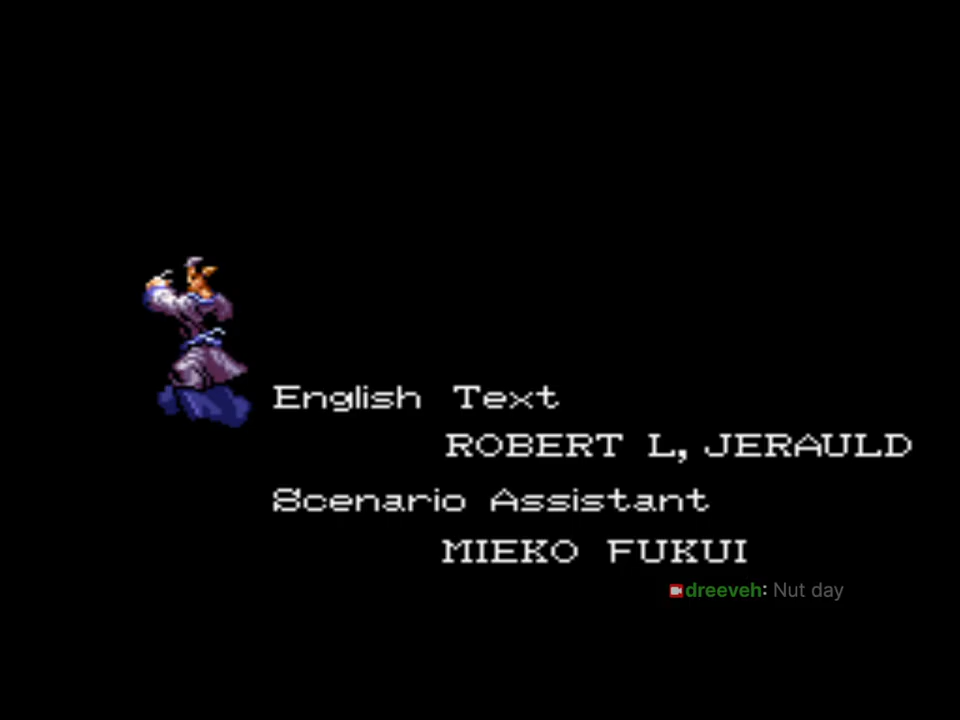 English Text
ROBERT L, JERAULD
Scenario Assistant
MIEKO FUKUI
dreeveh: Nut day